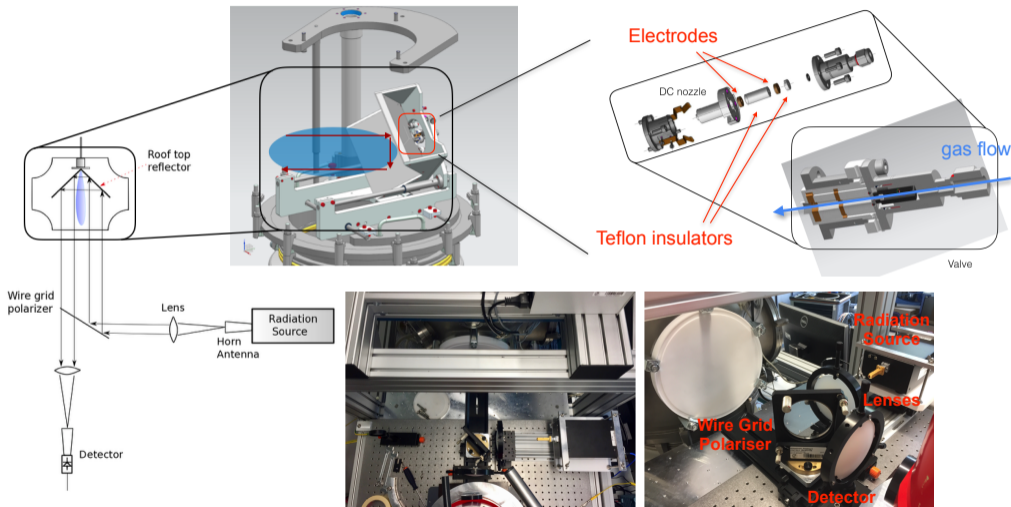 Electrodes
DC nozzle
gas flow
Teflon insulators
Valve
Roof top
reflector
Wire grid
polarizer
Lens
Radiation
Source
Horn
Antenna
Detector
Radiation
Source
Lenses
Wire Grid
Polariser
Detector